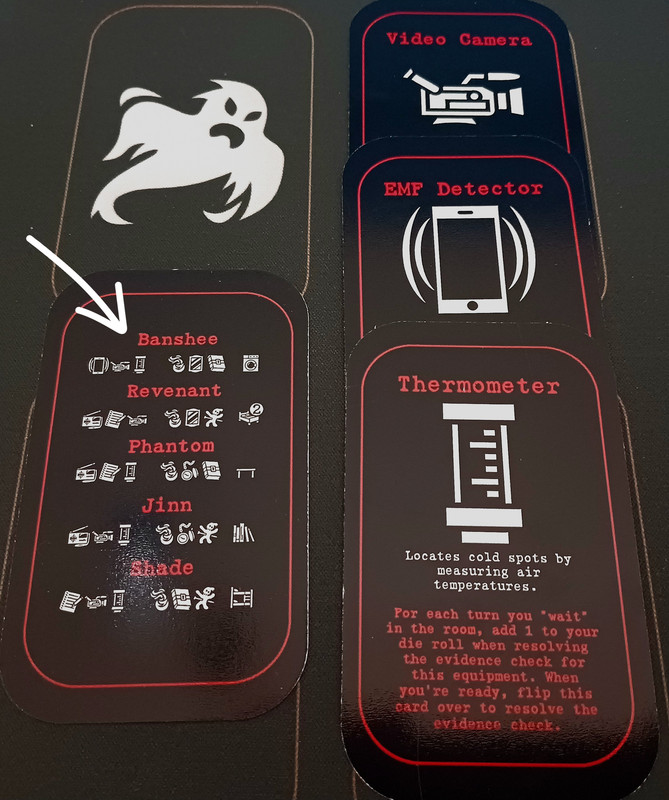 Banshee
Revenant
2
Phantom
Jinn
Shade
Video Camera
EMF Detector
Thermometer
Locates cold spots by
measuring air
temperatures.
For each turn you "wait"
in the room, add 1 to your
die roll when resolving
the evidence check for
this equipment. When
you're ready, flip this
card over to resolve the
evidence check.